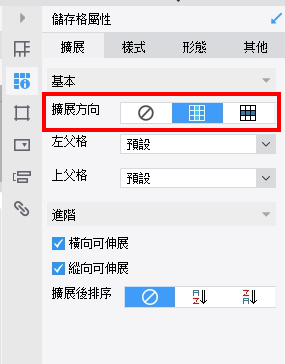 儲存格屬性
擴展 樣式 形態 其他
基本
擴展方向
左父格 預設
上父格 預設
進階
橫向可伸展
縱向可伸展
擴展後排序